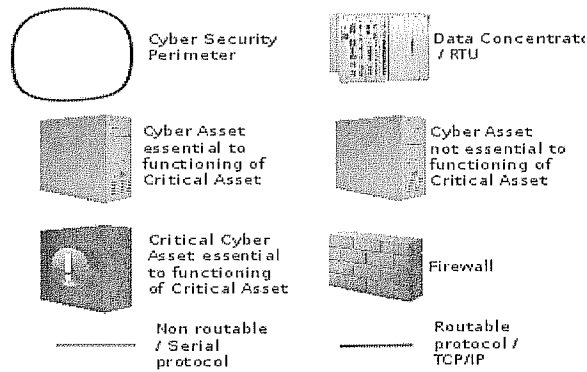 Cyber Security
Perimeter
Data Concentrato
/ RTU
Cyber Asset
essential to
functioning of
Critical Asset
Cyber Asset
not essential to
functioning of
Critical Asset
Critical Cyber
Asset essential
to functioning
of Critical Asset
Firewall
Non routable
/ Serial
protocol
Routable
protocol /
TCP/IP